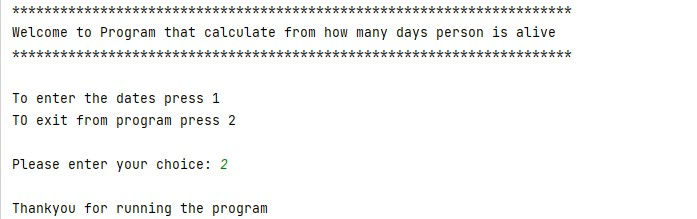 **********************************************************************
Welcome to Program that calculate from how many days person is alive
**********************************************************************
To enter the dates press 1
TO exit from program press 2
Please enter your choice: 2
Thankyou for running the program